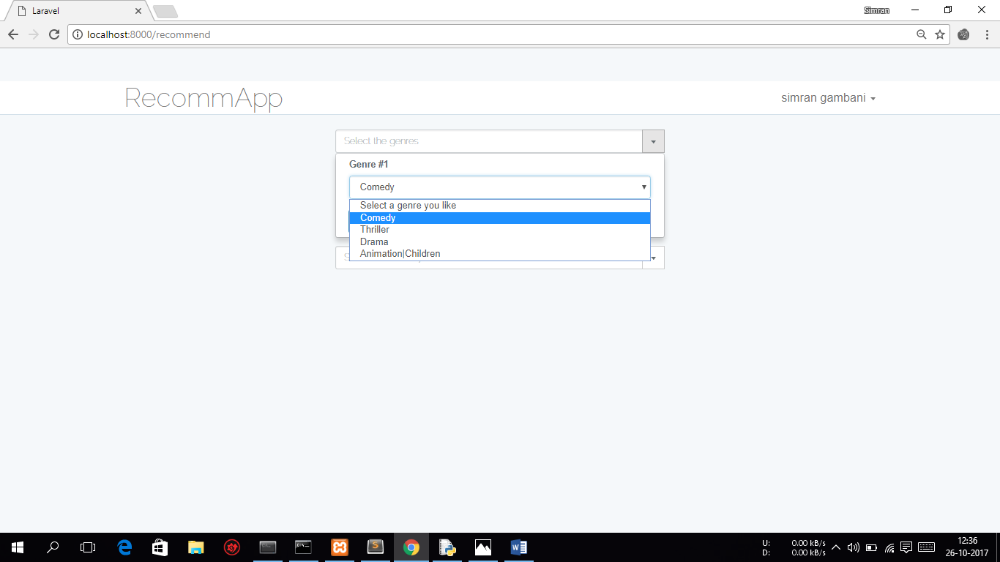 Laravel
Simran
localhost:8000/recommend
RecommApp
simran gambani
Select the genres
Genre #1
Comedy
Select a genre you like
Comedy
Thriller
Drama
Animation|Children
U: 0.00 kB/s
D: 0.00 kB/s
12:36
26-10-2017